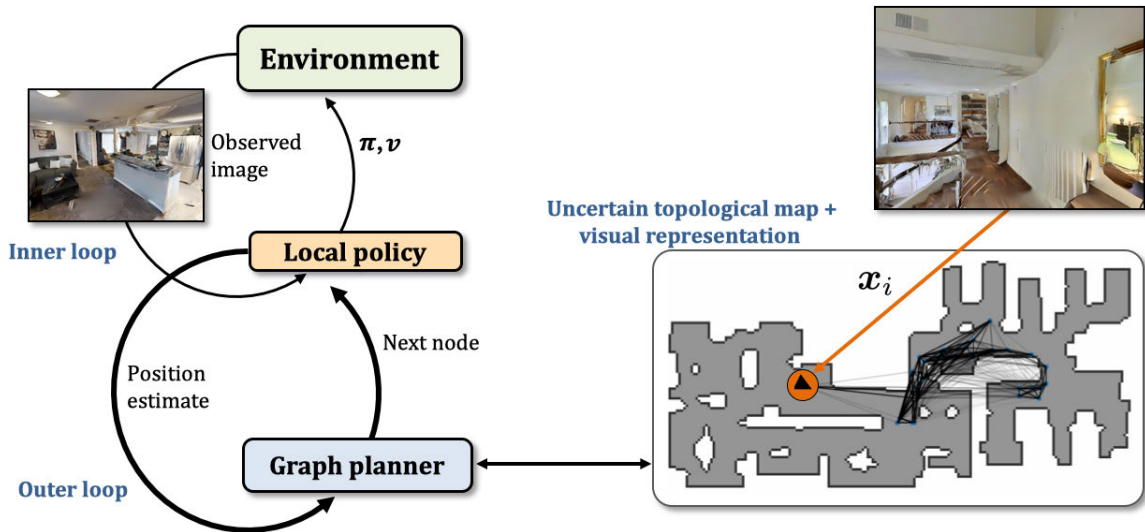 Environment
Observed
image
π, v
Inner loop
Local policy
Next node
Position
estimate
Outer loop
Graph planner
Uncertain topological map +
visual representation
x_i